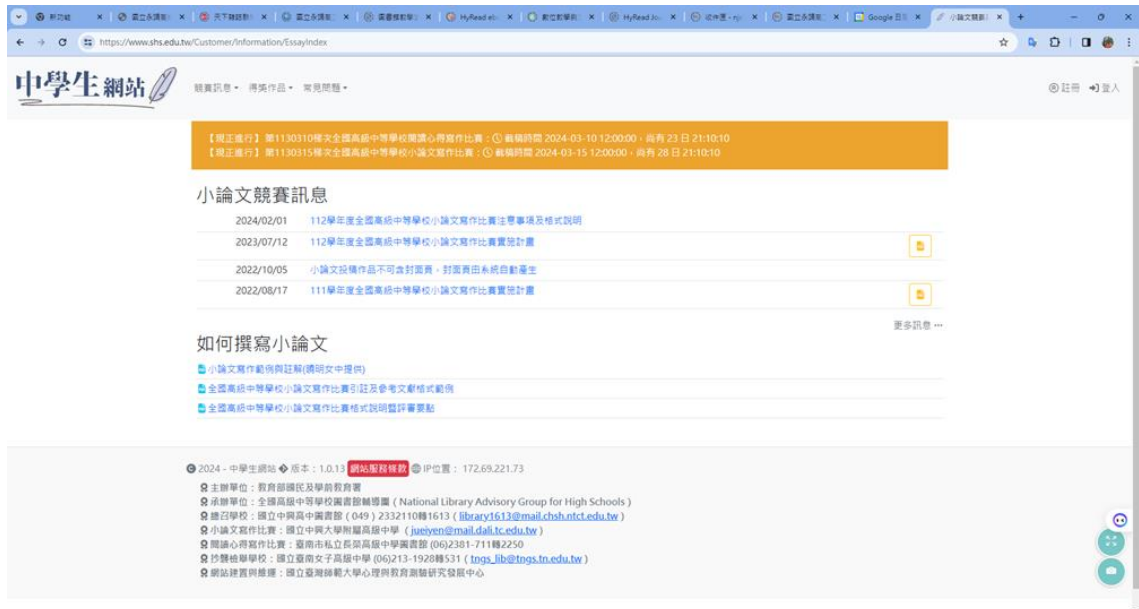 新功能
天下雜誌群
HyRead eb
HyRead Jou
Google 日
https://www.shs.edu.tw/Customer/Information/EssayIndex
中學生網站
競賽訊息
得獎作品
常見問題
註冊
登入
【現正進行】第1130310梯次全國高級中等學校閱讀心得寫作比賽：截稿時間 2024-03-10 12:00:00，尚有 23 日 21:10:10
【現正進行】第1130315梯次全國高級中等學校小論文寫作比賽：截稿時間 2024-03-15 12:00:00，尚有 28 日 21:10:10
小論文競賽訊息
2024/02/01 112學年度全國高級中等學校小論文寫作比賽注意事項及格式說明
2023/07/12 112學年度全國高級中等學校小論文寫作比賽實施計畫
2022/10/05 小論文投稿作品不可含封面頁，封面頁由系統自動產生
2022/08/17 111學年度全國高級中等學校小論文寫作比賽實施計畫
更多訊息 ...
如何撰寫小論文
小論文寫作範例與註解(曉明女中提供)
全國高級中等學校小論文寫作比賽引註及參考文獻格式範例
全國高級中等學校小論文寫作比賽格式說明暨評審要點
2024 - 中學生網站 版本：1.0.13 網站服務條款 IP位置： 172.69.221.73
主辦單位：教育部國民及學前教育署
承辦單位：全國高級中等學校圖書館輔導團 ( National Library Advisory Group for High Schools )
總召學校：國立中興高中圖書館 ( 049 ) 2332110轉1613 ( library1613@mail.chsh.ntct.edu.tw )
小論文寫作比賽：國立中興大學附屬高級中學 ( jueiyen@mail.dali.tc.edu.tw )
閱讀心得寫作比賽：臺南市私立長榮高級中學圖書館 (06)2381-711轉2250
抄襲檢舉學校：國立臺南女子高級中學 (06)213-1928轉531 ( tngs_lib@tngs.tn.edu.tw )
網站建置與維運：國立臺灣師範大學心理與教育測驗研究發展中心